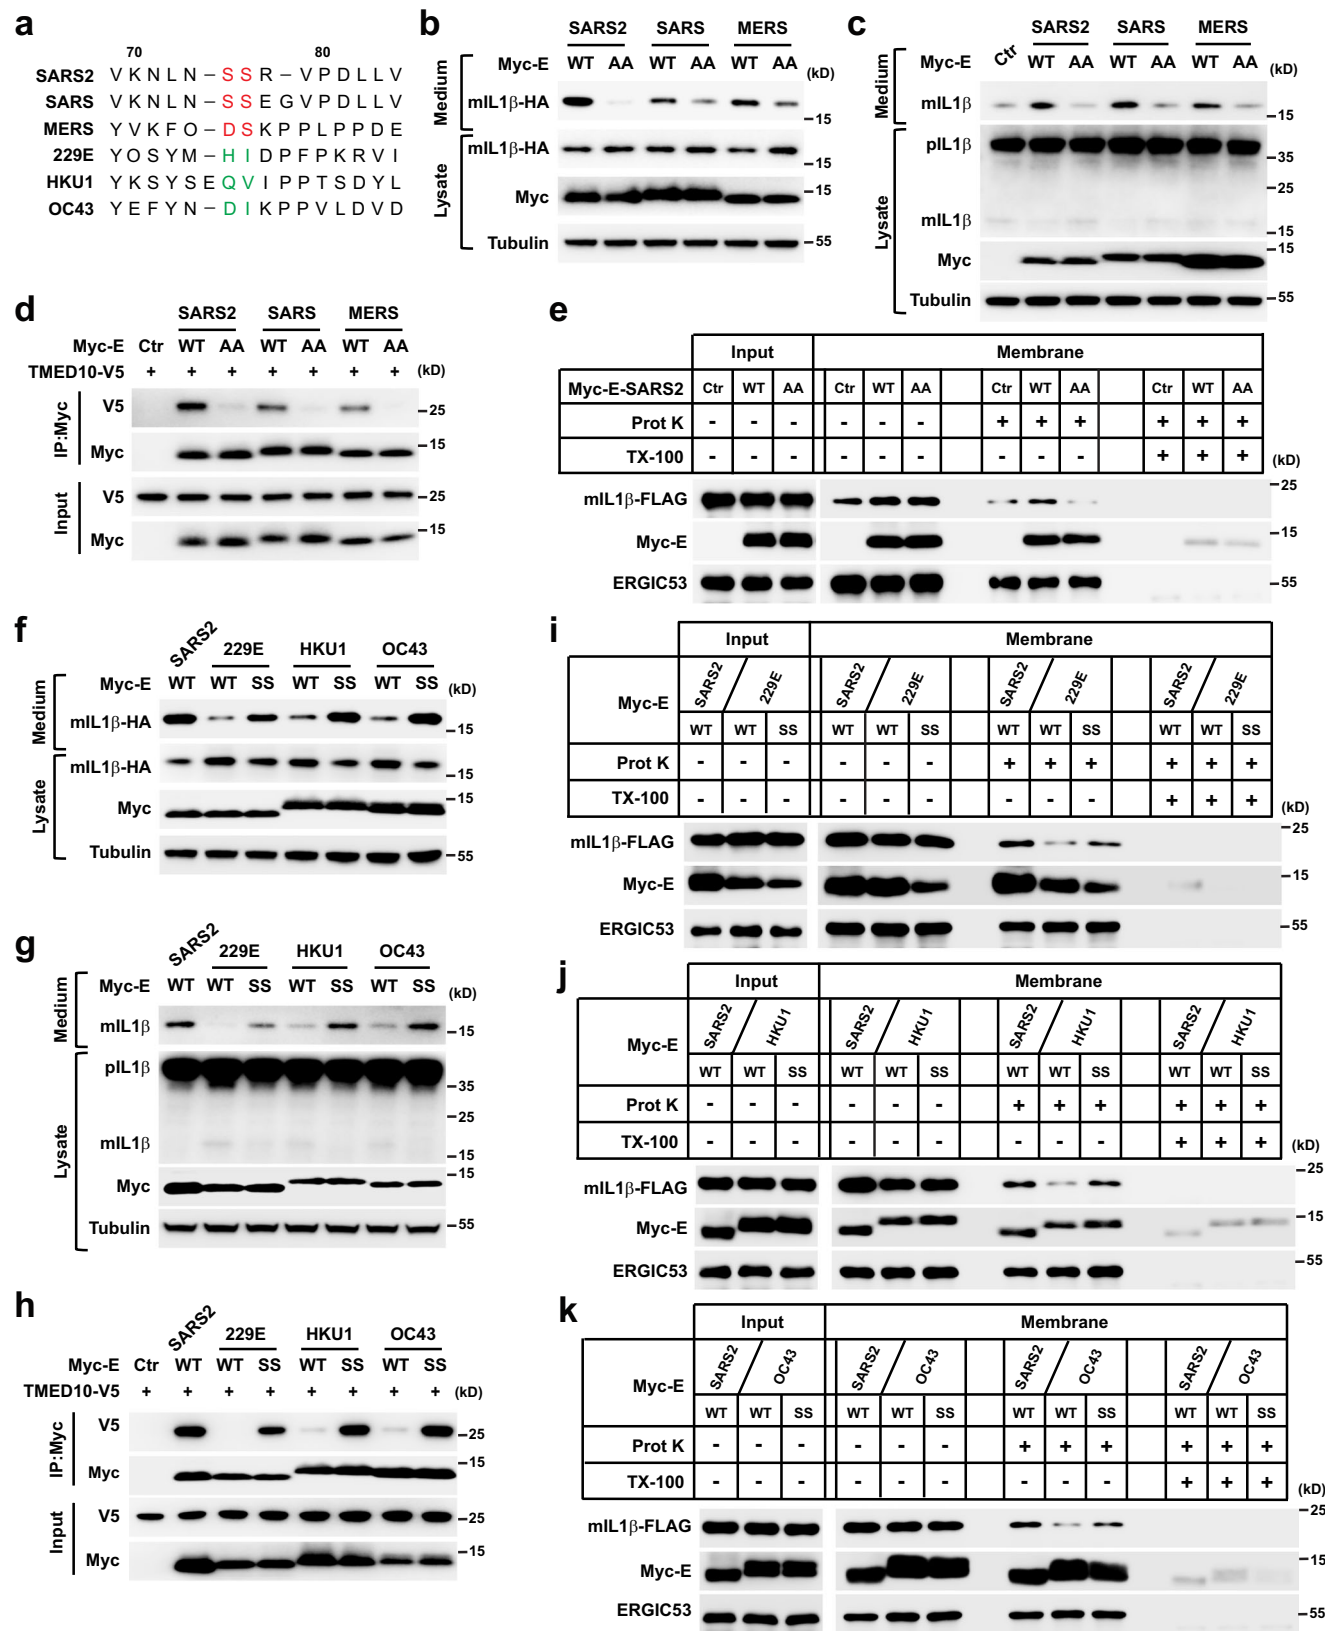 a
70 80
SARS2 V K N L N – S S R – V P D L L V
SARS V K N L N – S S E G V P D L L V
MERS Y V K F O – D S K P P L P P D E
229E Y O S Y M – H I D P F P K R V I
HKU1 Y K S Y S E Q V I P P T S D Y L
OC43 Y E F Y N – D I K P P V L D V D
b
SARS2 SARS MERS
Myc-E WT AA WT AA WT AA (kD)
Medium
mIL1β-HA
15
Lysate
mIL1β-HA
15
Myc 15
Tubulin 55
c
SARS2 SARS MERS
Myc-E Ctr WT AA WT AA WT AA (kD)
Medium
mIL1β
15
Lysate
pIL1β
35
25
mIL1β
15
Myc 15
Tubulin 55
d
SARS2 SARS MERS
Myc-E Ctr WT AA WT AA WT AA
TMED10-V5 + + + + + + + (kD)
IP:Myc
V5 25
Myc 15
Input
V5 25
Myc 15
e
Input Membrane
Myc-E-SARS2 Ctr WT AA Ctr WT AA Ctr WT AA Ctr WT AA
Prot K - - - - - - + + + + + +
TX-100 - - - - - - - - - + + + (kD)
mIL1β-FLAG 25
Myc-E 15
ERGIC53 55
f
SARS2 229E HKU1 OC43
Myc-E WT WT SS WT SS WT SS (kD)
Medium
mIL1β-HA
15
Lysate
mIL1β-HA
15
Myc 15
Tubulin 55
g
SARS2 229E HKU1 OC43
Myc-E WT WT SS WT SS WT SS (kD)
Medium
mIL1β 15
Lysate
pIL1β
35
25
mIL1β
15
Myc 15
Tubulin 55
h
SARS2 229E HKU1 OC43
Myc-E Ctr WT WT SS WT SS WT SS
TMED10-V5 + + + + + + + + (kD)
IP:Myc
V5 25
Myc 15
Input
V5 25
Myc 15
i
Input Membrane
Myc-E SARS2 229E SARS2 229E SARS2 229E SARS2 229E
WT WT SS WT WT SS WT WT SS WT WT SS
Prot K - - - - - - + + + + + +
TX-100 - - - - - - - - - + + + (kD)
mIL1β-FLAG 25
Myc-E 15
ERGIC53 55
j
Input Membrane
Myc-E SARS2 HKU1 SARS2 HKU1 SARS2 HKU1 SARS2 HKU1
WT WT SS WT WT SS WT WT SS WT WT SS
Prot K - - - - - - + + + + + +
TX-100 - - - - - - - - - + + + (kD)
mIL1β-FLAG 25
Myc-E 15
ERGIC53 55
k
Input Membrane
Myc-E SARS2 OC43 SARS2 OC43 SARS2 OC43 SARS2 OC43
WT WT SS WT WT SS WT WT SS WT WT SS
Prot K - - - - - - + + + + + +
TX-100 - - - - - - - - - + + + (kD)
mIL1β-FLAG 25
Myc-E 15
ERGIC53 55